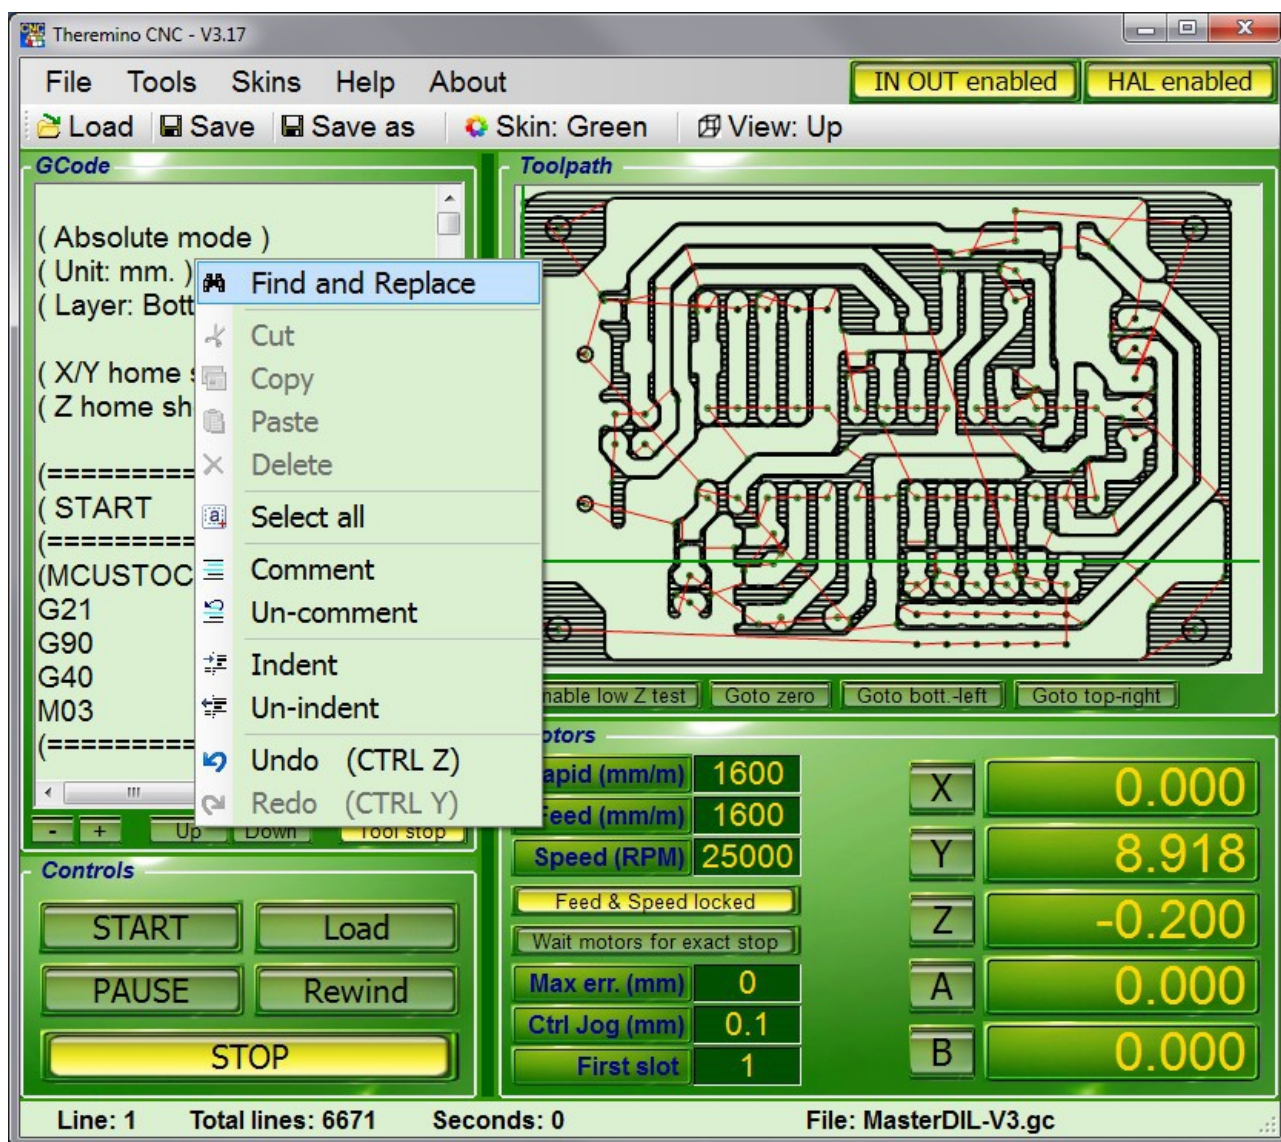 Theremino CNC - V3.17
File Tools Skins Help About IN OUT enabled HAL enabled
Load Save Save as Skin: Green View: Up
GCode
( Absolute mode )
( Unit: mm. )
( Layer: Bott
( X/Y home s
( Z home sh
(==========
( START
(==========
(MCUSTOC
G21
G90
G40
M03
(==========
- + Up Down Tool stop
Find and Replace
Cut
Copy
Paste
Delete
Select all
Comment
Un-comment
Indent
Un-indent
Undo (CTRL Z)
Redo (CTRL Y)
Toolpath
nable low Z test Goto zero Goto bott.-left Goto top-right
otors
apid (mm/m) 1600
Feed (mm/m) 1600
Speed (RPM) 25000
Feed & Speed locked
Wait motors for exact stop
Max err. (mm) 0
Ctrl Jog (mm) 0.1
First slot 1
X 0.000
Y 8.918
Z -0.200
A 0.000
B 0.000
Controls
START Load
PAUSE Rewind
STOP
Line: 1 Total lines: 6671 Seconds: 0 File: MasterDIL-V3.gc